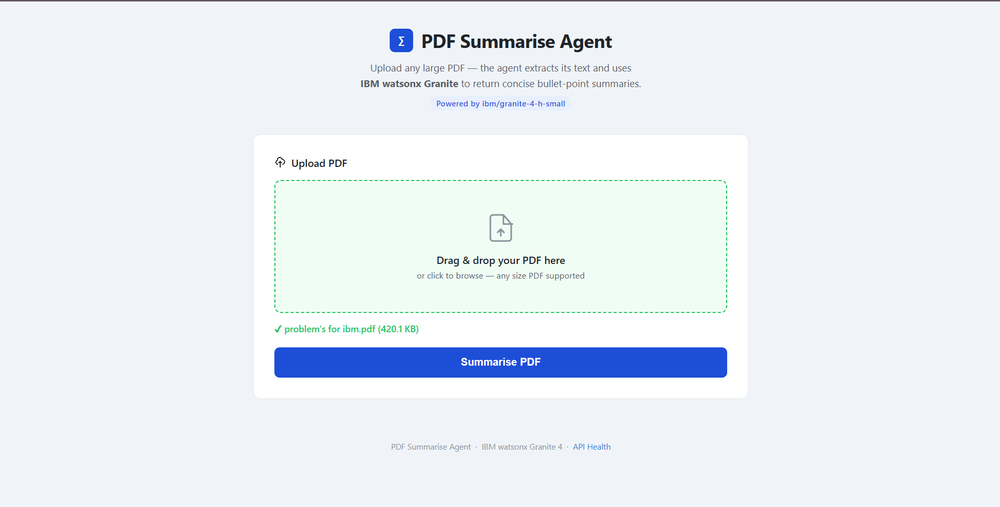 Σ PDF Summarise Agent
Upload any large PDF — the agent extracts its text and uses
IBM watsonx Granite to return concise bullet-point summaries.
Powered by ibm/granite-4-h-small
Upload PDF
Drag & drop your PDF here
or click to browse — any size PDF supported
✔ problem's for ibm.pdf (420.1 KB)
Summarise PDF
PDF Summarise Agent · IBM watsonx Granite 4 · API Health